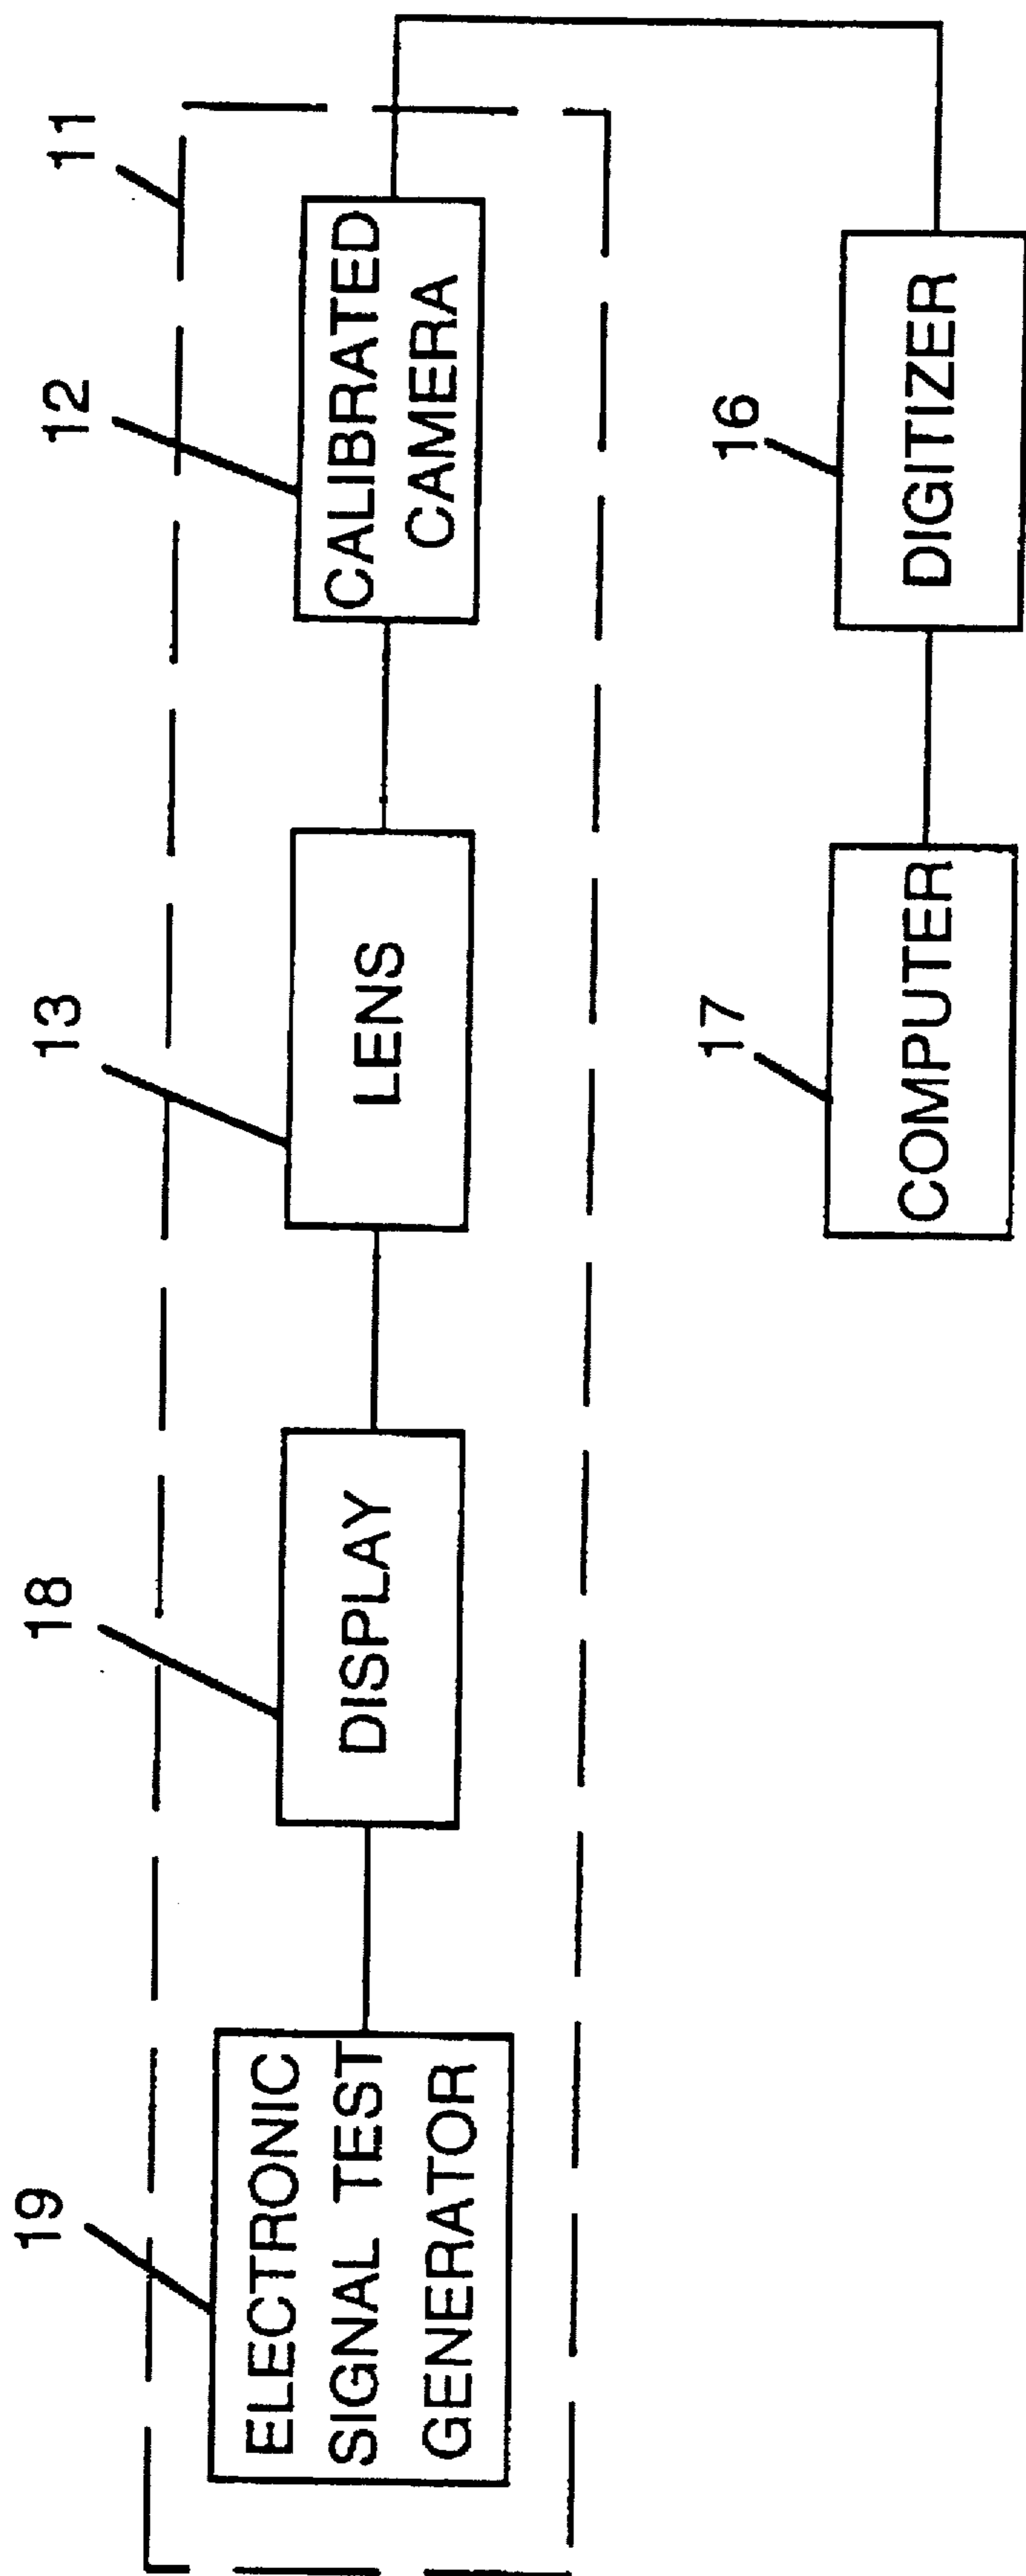 11
19
18
13
12
ELECTRONIC
SIGNAL TEST
GENERATOR
DISPLAY
LENS
CALIBRATED
CAMERA
17
16
COMPUTER
DIGITIZER